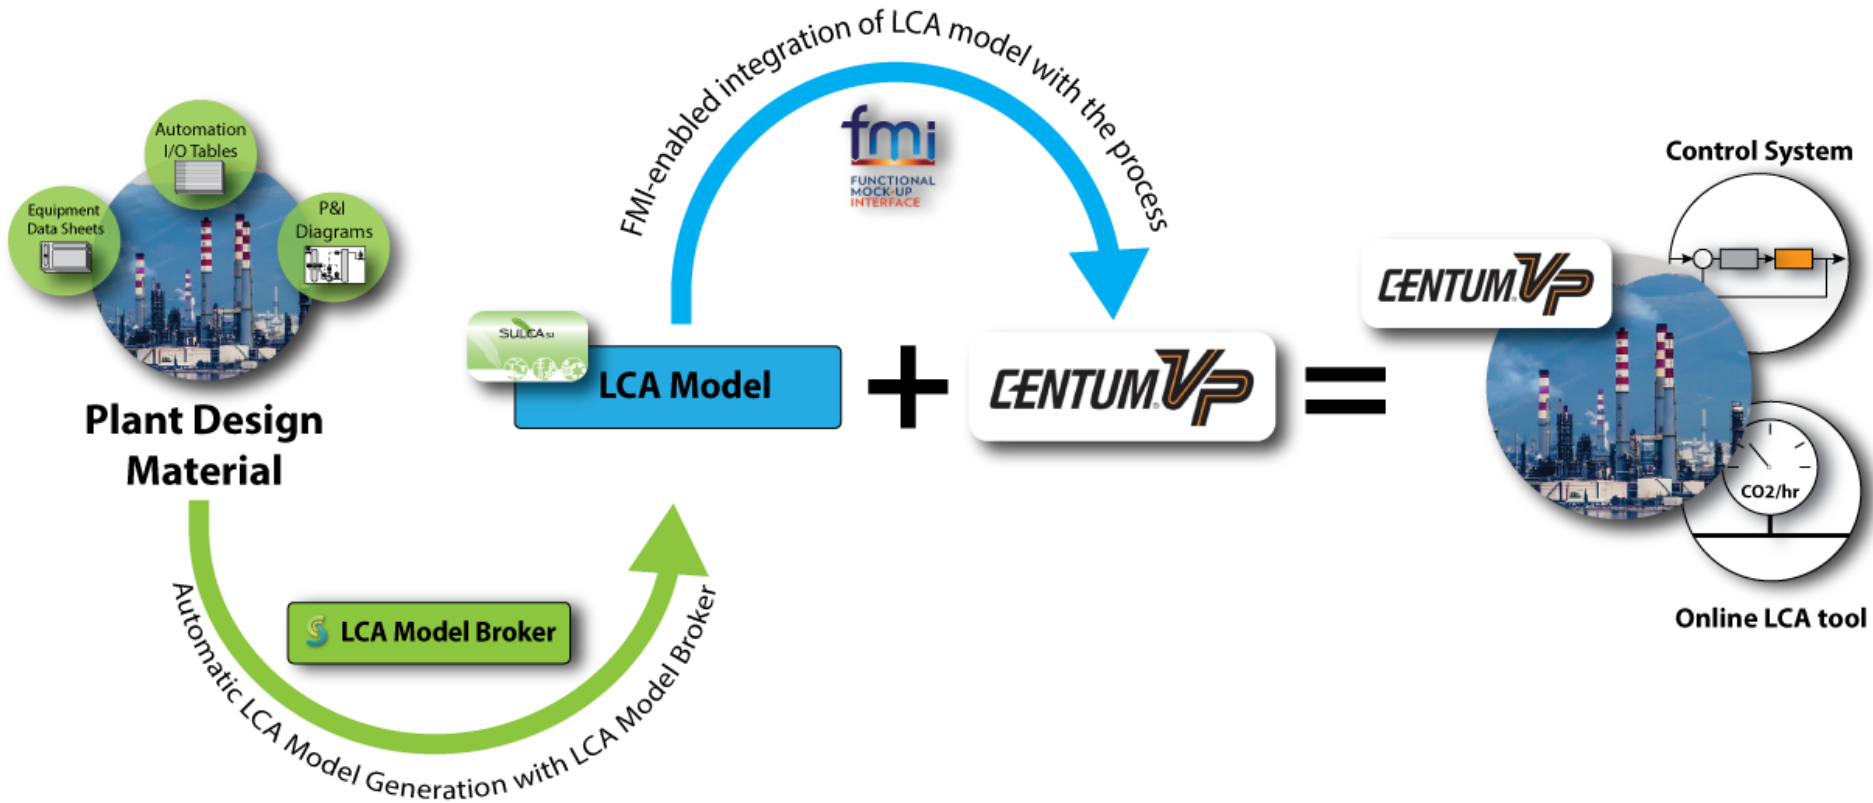 Automation
I/O Tables
Equipment
Data Sheets
P&I
Diagrams
Plant Design
Material
LCA Model Broker
Automatic LCA Model Generation with LCA Model Broker
FMI-enabled integration of LCA model with the process
fmi
FUNCTIONAL
MOCK-UP
INTERFACE
SULCA 5.1
LCA Model
+
CENTUM VP
=
CENTUM VP
Control System
CO2/hr
Online LCA tool